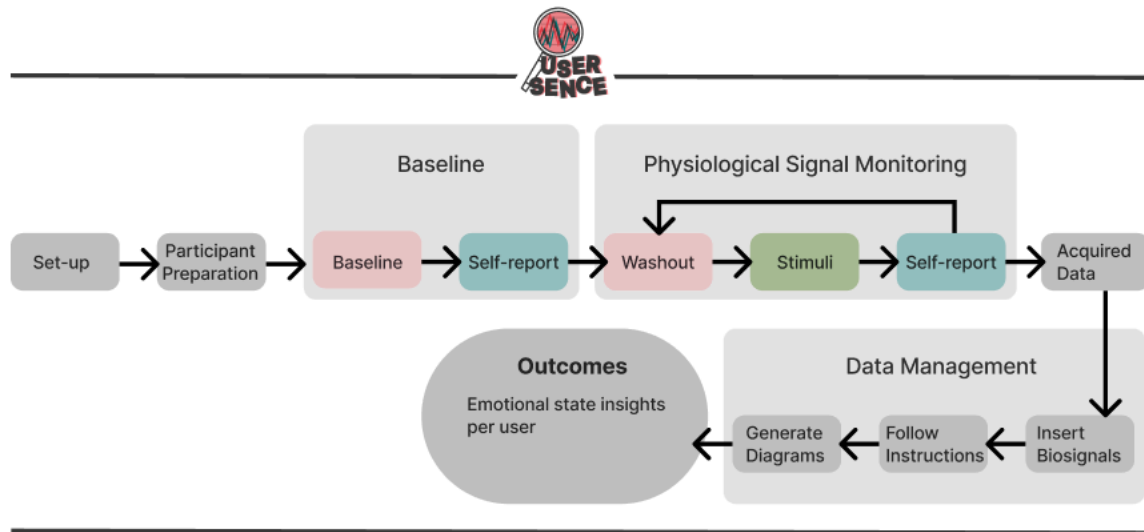 USER
SENCE
Baseline
Physiological Signal Monitoring
Set-up
Participant
Preparation
Baseline
Self-report
Washout
Stimuli
Self-report
Acquired
Data
Outcomes
Emotional state insights
per user
Data Management
Generate
Diagrams
Follow
Instructions
Insert
Biosignals